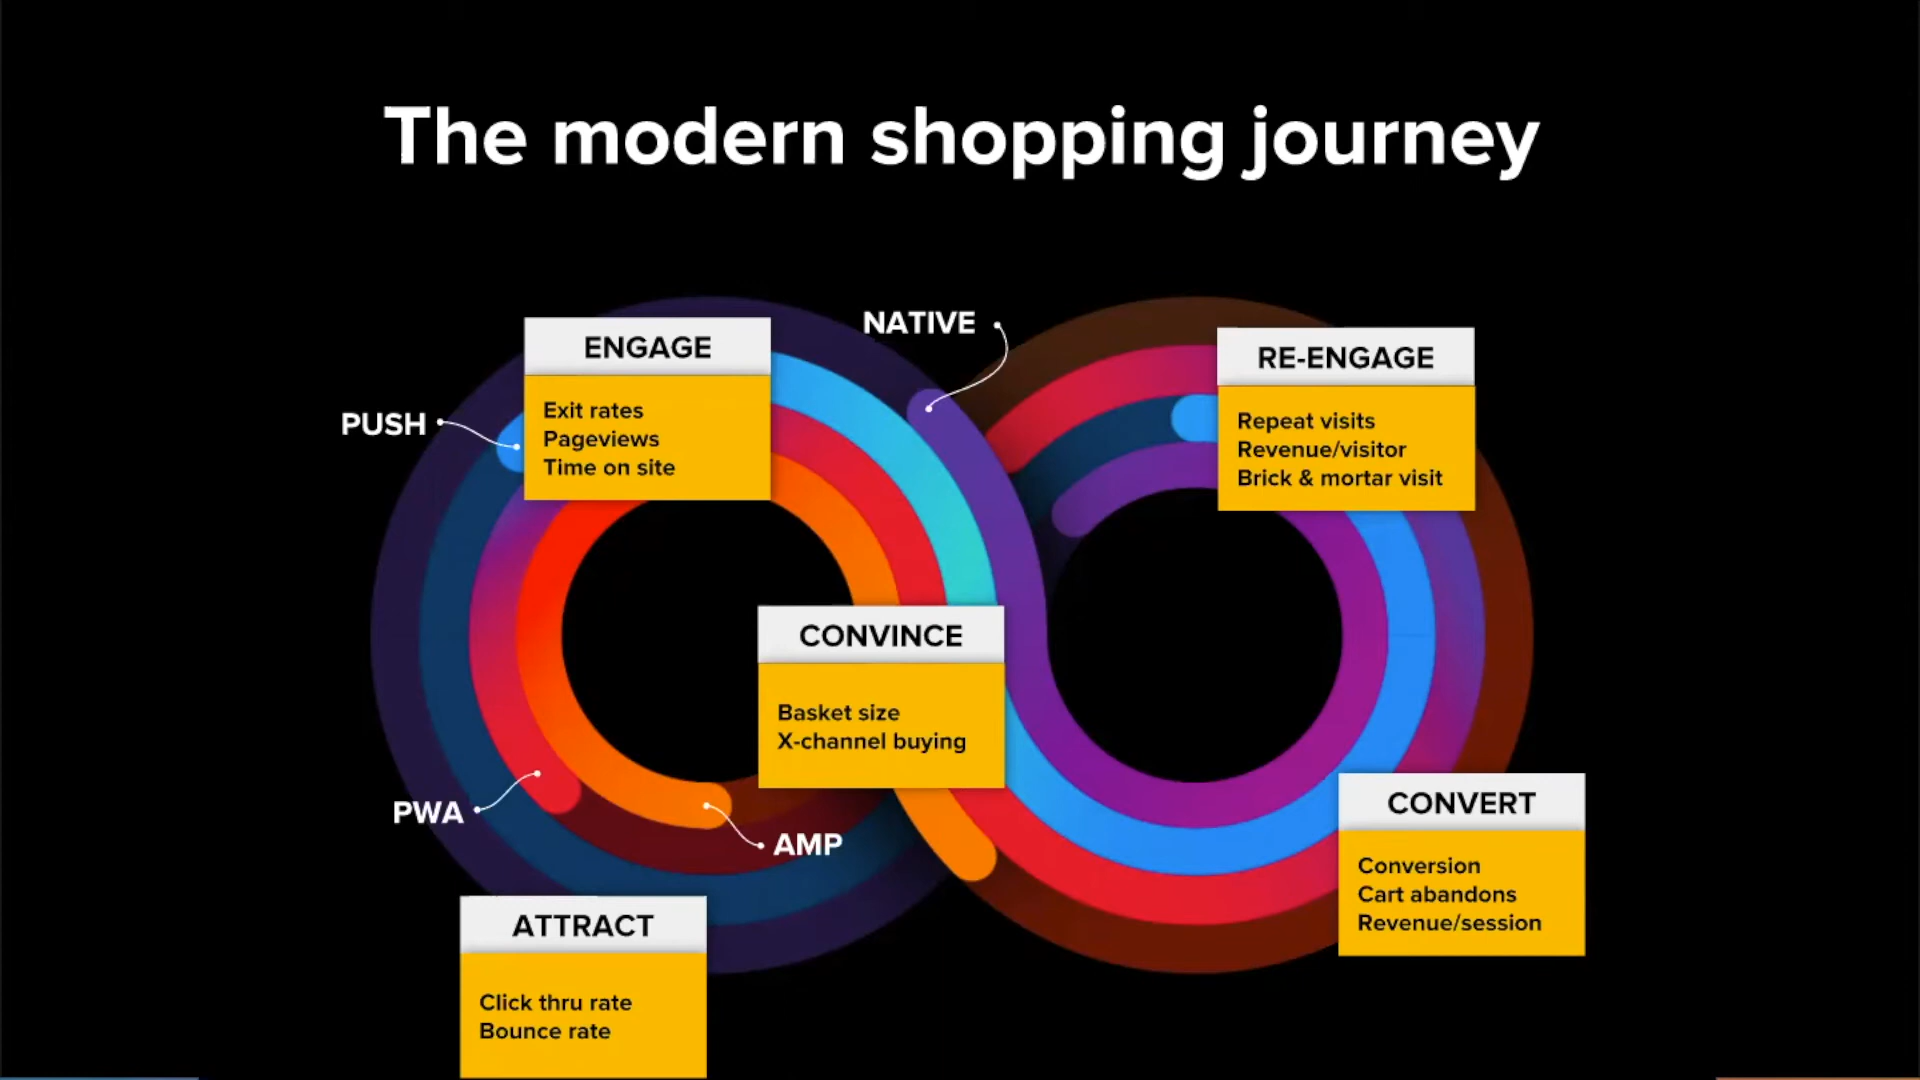 The modern shopping journey
NATIVE
ENGAGE
Exit rates
Pageviews
Time on site
RE-ENGAGE
Repeat visits
Revenue/visitor
Brick & mortar visit
PUSH
CONVINCE
Basket size
X-channel buying
PWA
AMP
CONVERT
Conversion
Cart abandons
Revenue/session
ATTRACT
Click thru rate
Bounce rate